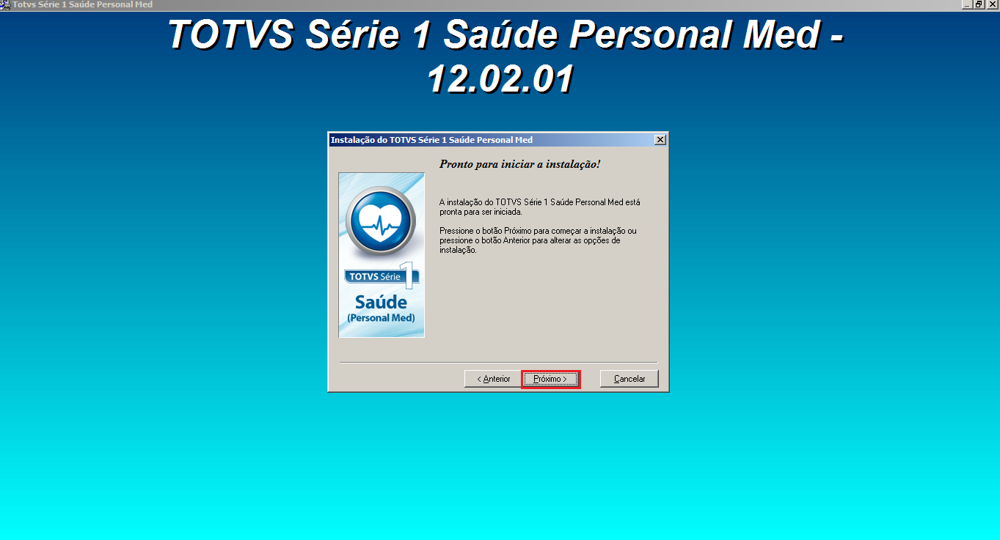 Totvs Série 1 Saúde Personal Med
TOTVS Série 1 Saúde Personal Med -
12.02.01
Instalação do TOTVS Série 1 Saúde Personal Med
Pronto para iniciar a instalação!
A instalação do TOTVS Série 1 Saúde Personal Med está
pronta para ser iniciada.
Pressione o botão Próximo para começar a instalação ou
pressione o botão Anterior para alterar as opções de
instalação.
TOTVS Série 1
Saúde
(Personal Med)
< Anterior
Próximo >
Cancelar